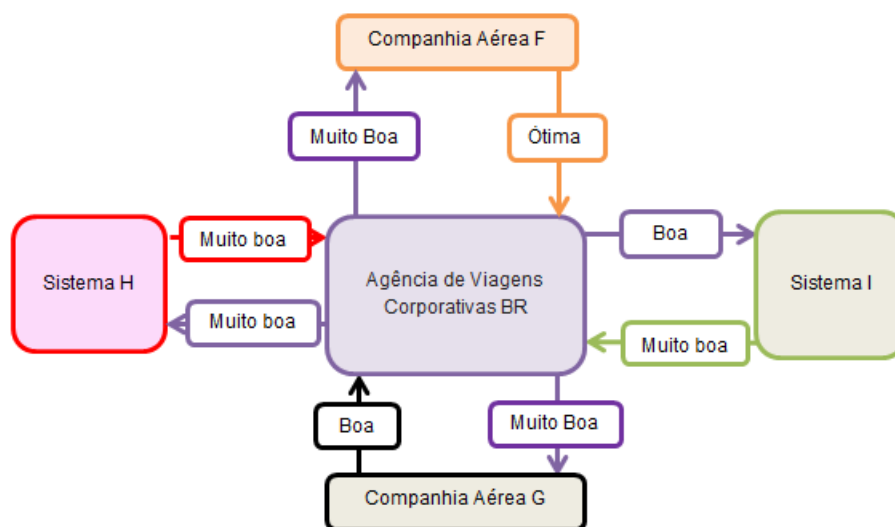 Companhia Aérea F
Muito Boa
Ótima
Muito boa
Boa
Sistema H
Agência de Viagens
Corporativas BR
Sistema I
Muito boa
Muito boa
Boa
Muito Boa
Companhia Aérea G